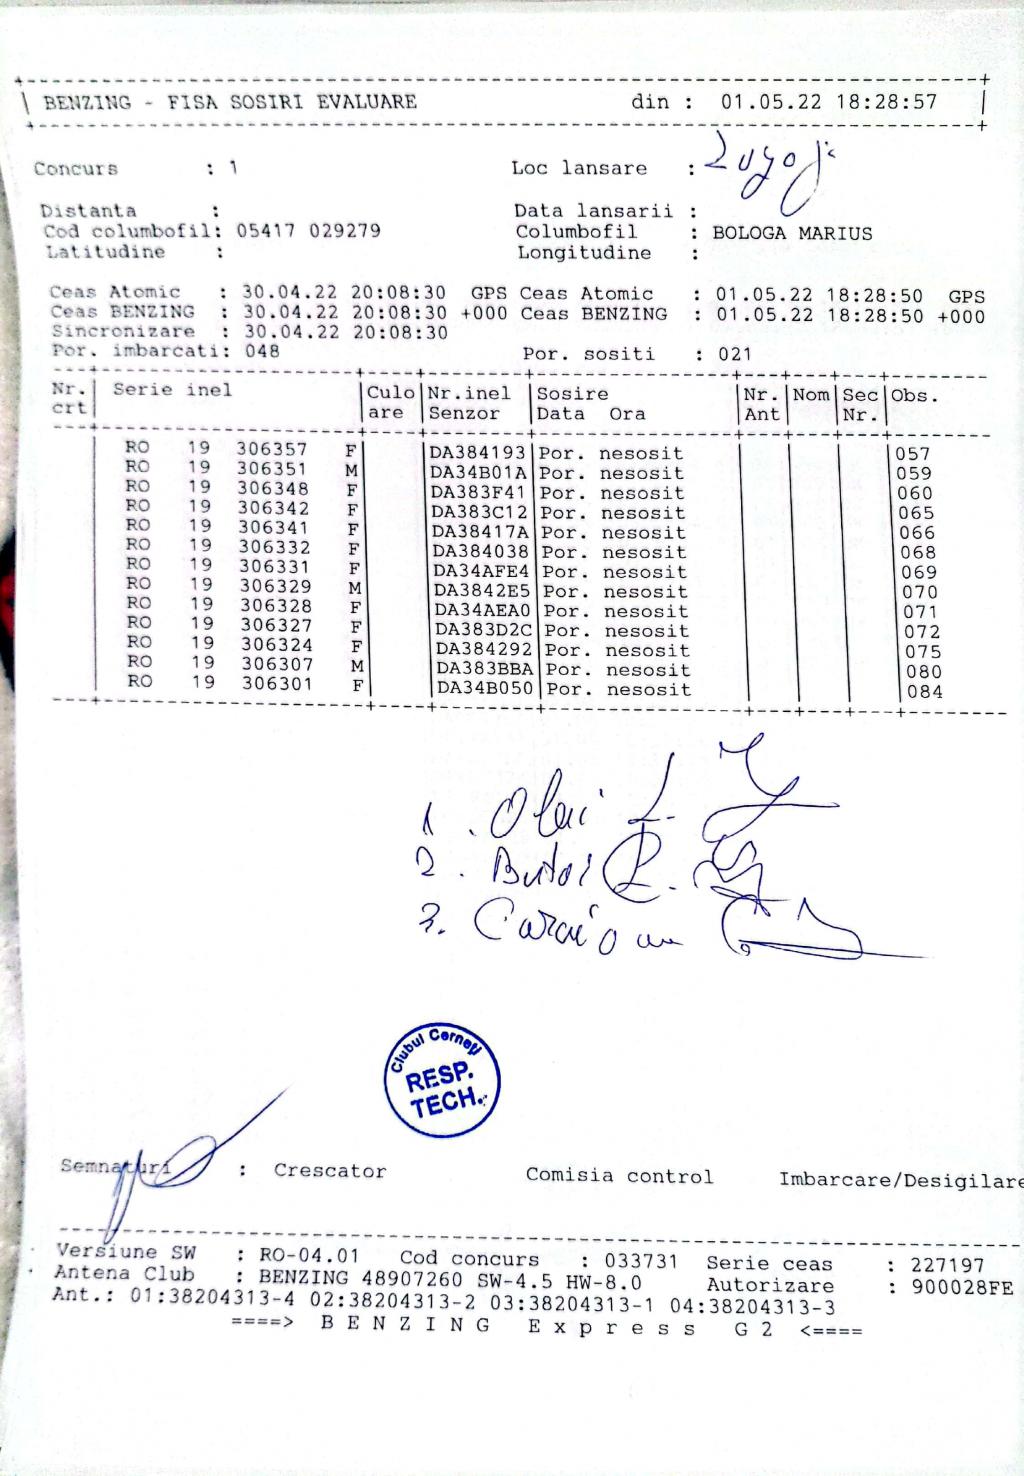 BENZING - FISA SOSIRI EVALUARE din : 01.05.22 18:28:57
Concurs : 1 Loc lansare : Lugoj
Distanta : Data lansarii :
Cod columbofil: 05417 029279 Columbofil : BOLOGA MARIUS
Latitudine : Longitudine :
Ceas Atomic : 30.04.22 20:08:30 GPS Ceas Atomic : 01.05.22 18:28:50 GPS
Ceas BENZING : 30.04.22 20:08:30 +000 Ceas BENZING : 01.05.22 18:28:50 +000
Sincronizare : 30.04.22 20:08:30
Por. imbarcati: 048 Por. sositi : 021
Nr. Serie inel Culo Nr.inel Sosire Nr. Nom Sec Obs.
crt are Senzor Data Ora Ant Nr.
RO 19 306357 F DA384193 Por. nesosit 057
RO 19 306351 M DA34B01A Por. nesosit 059
RO 19 306348 F DA383F41 Por. nesosit 060
RO 19 306342 F DA383C12 Por. nesosit 065
RO 19 306341 F DA38417A Por. nesosit 066
RO 19 306332 F DA384038 Por. nesosit 068
RO 19 306331 F DA34AFE4 Por. nesosit 069
RO 19 306329 M DA3842E5 Por. nesosit 070
RO 19 306328 F DA34AEA0 Por. nesosit 071
RO 19 306327 F DA383D2C Por. nesosit 072
RO 19 306324 F DA384292 Por. nesosit 075
RO 19 306307 M DA383BBA Por. nesosit 080
RO 19 306301 F DA34B050 Por. nesosit 084
1.
2.
3.
Clubul Cerneti
RESP.
TECH.
Semnaturi : Crescator Comisia control Imbarcare/Desigilare
Versiune SW : RO-04.01 Cod concurs : 033731 Serie ceas : 227197
Antena Club : BENZING 48907260 SW-4.5 HW-8.0 Autorizare : 900028FE
Ant.: 01:38204313-4 02:38204313-2 03:38204313-1 04:38204313-3
====> B E N Z I N G E x p r e s s G 2 <====